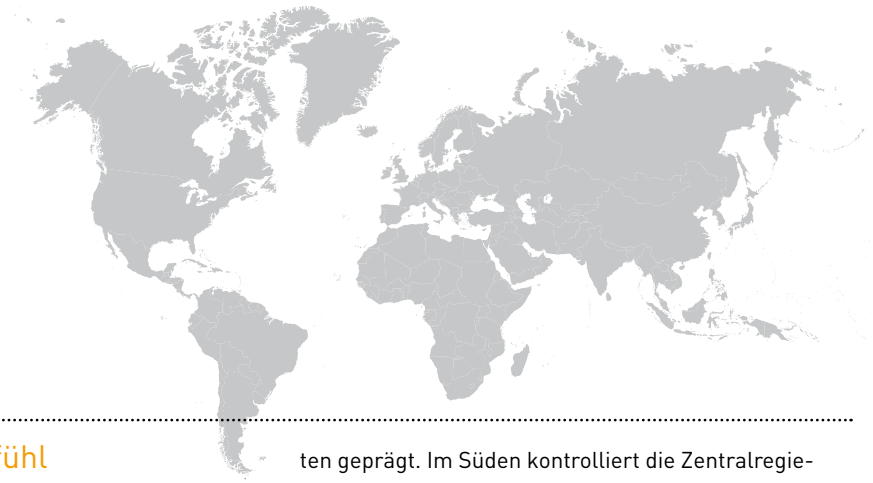 fühl
ten geprägt. Im Süden kontrolliert die Zentralregie-